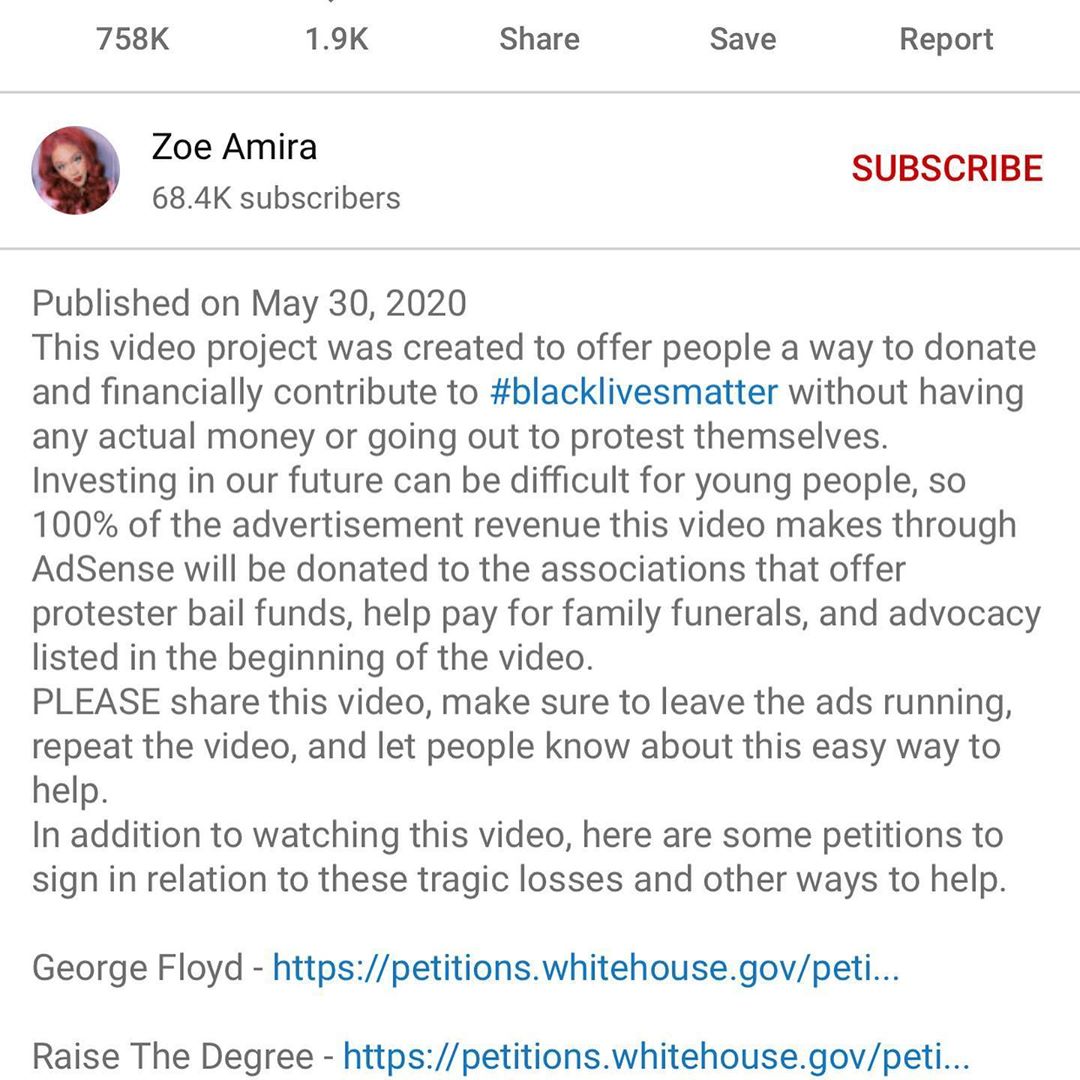 758K 1.9K Share Save Report
Zoe Amira
68.4K subscribers
SUBSCRIBE
Published on May 30, 2020
This video project was created to offer people a way to donate
and financially contribute to #blacklivesmatter without having
any actual money or going out to protest themselves.
Investing in our future can be difficult for young people, so
100% of the advertisement revenue this video makes through
AdSense will be donated to the associations that offer
protester bail funds, help pay for family funerals, and advocacy
listed in the beginning of the video.
PLEASE share this video, make sure to leave the ads running,
repeat the video, and let people know about this easy way to
help.
In addition to watching this video, here are some petitions to
sign in relation to these tragic losses and other ways to help.
George Floyd - https://petitions.whitehouse.gov/peti...
Raise The Degree - https://petitions.whitehouse.gov/peti...